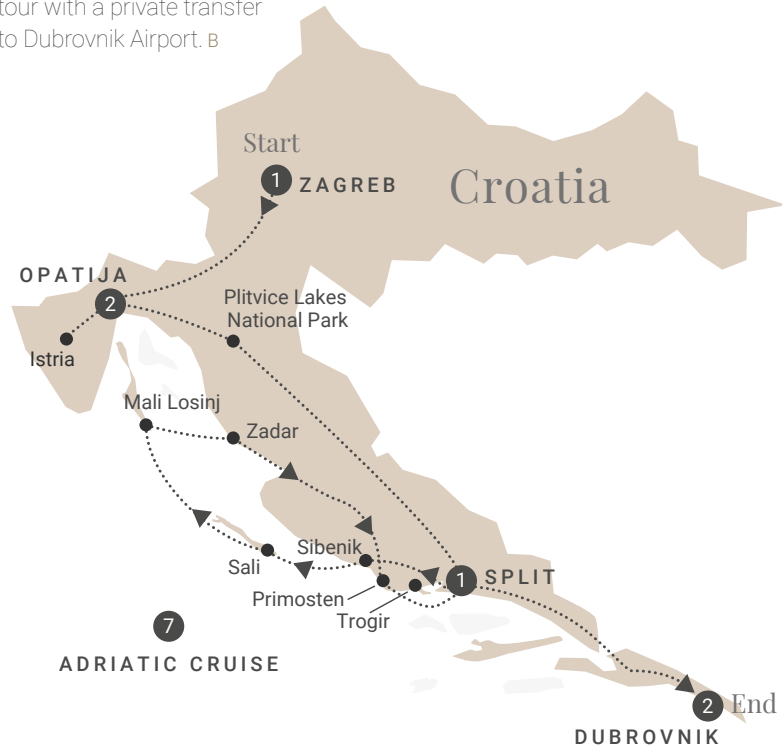 tour with a private transfer
to Dubrovnik Airport. B
Start
1 ZAGREB
Croatia
OPATIJA
2
Plitvice Lakes
National Park
Istria
Mali Losinj
Zadar
Sibenik
Sali
1 SPLIT
Primosten
Trogir
7
ADRIATIC CRUISE
2 End
DUBROVNIK